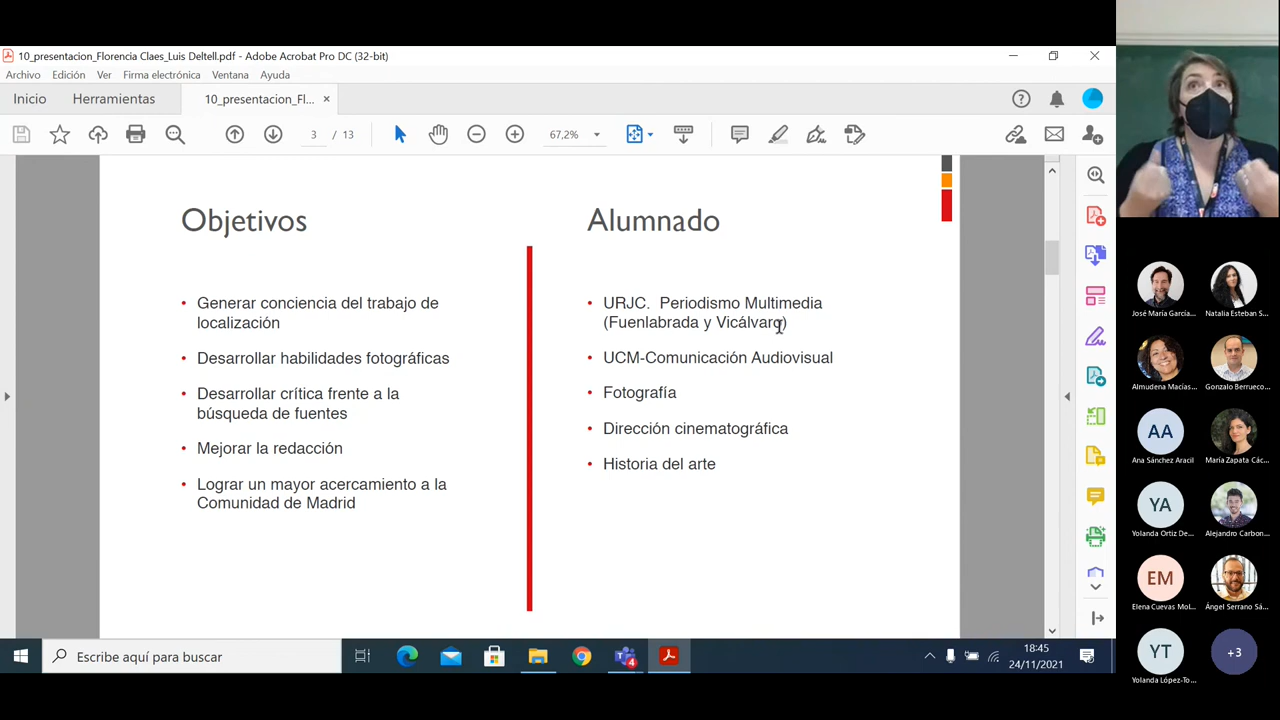 10_presentacion_Florencia Claes_Luis Deltell.pdf - Adobe Acrobat Pro DC (32-bit)
Archivo Edición Ver Firma electrónica Ventana Ayuda
Inicio Herramientas 10_presentacion_Fl... ×
3 / 13 67,2%
Objetivos
• Generar conciencia del trabajo de
localización
• Desarrollar habilidades fotográficas
• Desarrollar crítica frente a la
búsqueda de fuentes
• Mejorar la redacción
• Lograr un mayor acercamiento a la
Comunidad de Madrid
Alumnado
• URJC. Periodismo Multimedia
(Fuenlabrada y Vicálvaro)
• UCM-Comunicación Audiovisual
• Fotografía
• Dirección cinematográfica
• Historia del arte
José María García...
Natalia Esteban S...
Almudena Macías...
Gonzalo Berrueco...
AA
Ana Sánchez Aracil
María Zapata Các...
YA
Yolanda Ortiz De...
Alejandro Carbon...
EM
Elena Cuevas Mol...
Ángel Serrano Sá...
YT
Yolanda López-To...
+3
Escribe aquí para buscar
4
18:45
24/11/2021